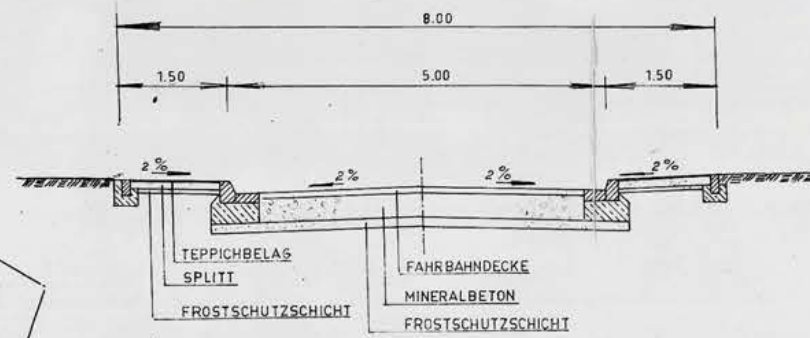 8.00
1.50 5.00 1.50
2% 2% 2% 2%
TEPPICHBELAG
SPLITT
FROSTSCHUTZSCHICHT
FAHRBAHNDECKE
MINERALBETON
FROSTSCHUTZSCHICHT